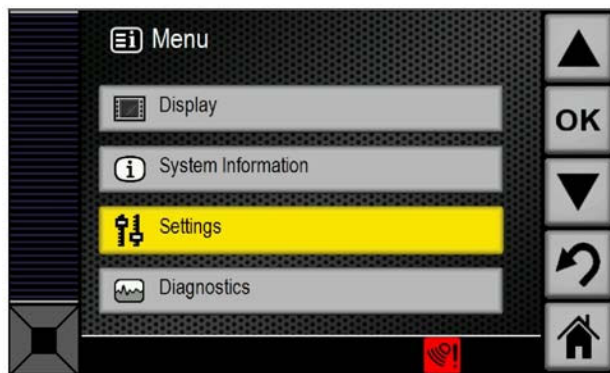 Menu
Display
OK
System Information
Settings
Diagnostics